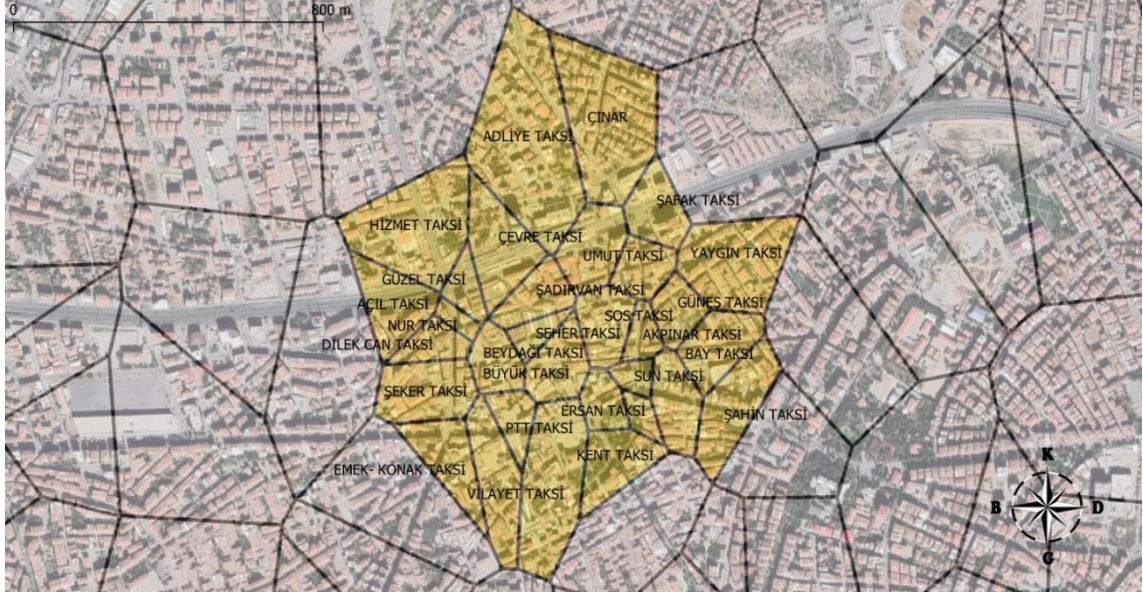 0 800 m
ÇINAR
ADLİYE TAKSİ
ŞAFAK TAKSİ
HİZMET TAKSİ
ÇEVRE TAKSİ
UMUT TAKSİ
YAYGIN TAKSİ
GÜZEL TAKSİ
ŞADIRVAN TAKSİ
AÇIL TAKSİ
GÜNEŞ TAKSİ
SOS TAKSİ
NUR TAKSİ
SEHER TAKSİ
AKPINAR TAKSİ
DİLEK CAN TAKSİ
BEYDAĞI TAKSİ
BAY TAKSİ
BÜYÜK TAKSİ
SUN TAKSİ
ŞEKER TAKSİ
ERSAN TAKSİ
ŞAHİN TAKSİ
PTT TAKSİ
KENT TAKSİ
EMEK- KONAK TAKSİ
VİLAYET TAKSİ
K
B
D
G